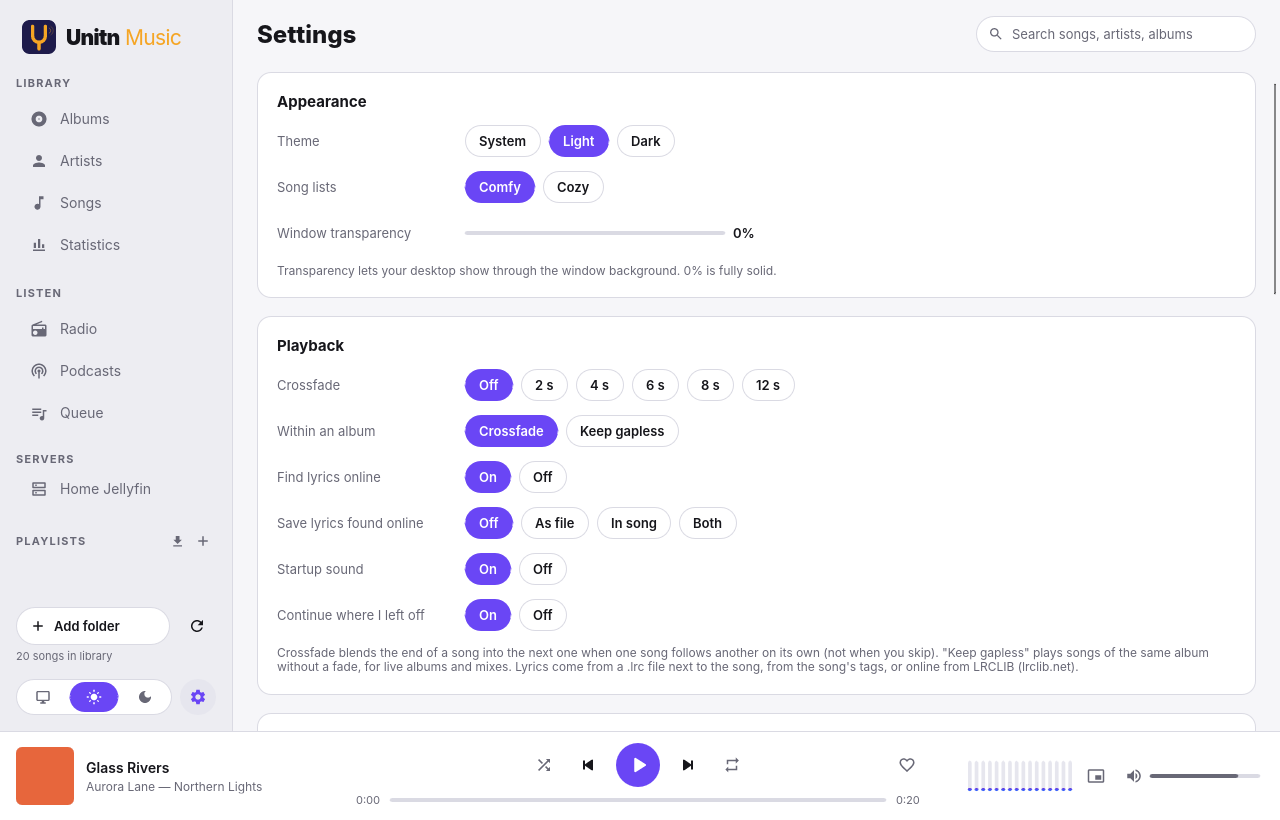 Unitn Music
LIBRARY
Albums
Artists
Songs
Statistics
LISTEN
Radio
Podcasts
Queue
SERVERS
Home Jellyfin
PLAYLISTS
Add folder
20 songs in library
Settings
Search songs, artists, albums
Appearance
Theme System Light Dark
Song lists Comfy Cozy
Window transparency 0%
Transparency lets your desktop show through the window background. 0% is fully solid.
Playback
Crossfade Off 2 s 4 s 6 s 8 s 12 s
Within an album Crossfade Keep gapless
Find lyrics online On Off
Save lyrics found online Off As file In song Both
Startup sound On Off
Continue where I left off On Off
Crossfade blends the end of a song into the next one when one song follows another on its own (not when you skip). "Keep gapless" plays songs of the same album
without a fade, for live albums and mixes. Lyrics come from a .lrc file next to the song, from the song's tags, or online from LRCLIB (lrclib.net).
Glass Rivers
Aurora Lane — Northern Lights
0:00 0:20